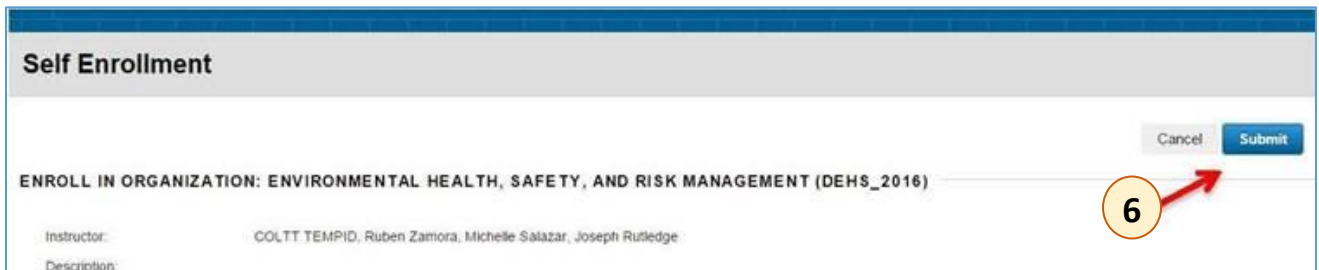 Self Enrollment
Cancel Submit
ENROLL IN ORGANIZATION: ENVIRONMENTAL HEALTH, SAFETY, AND RISK MANAGEMENT (DEHS_2016)
6
Instructor: COLTT TEMPID, Ruben Zamora, Michelle Salazar, Joseph Rutledge
Description: